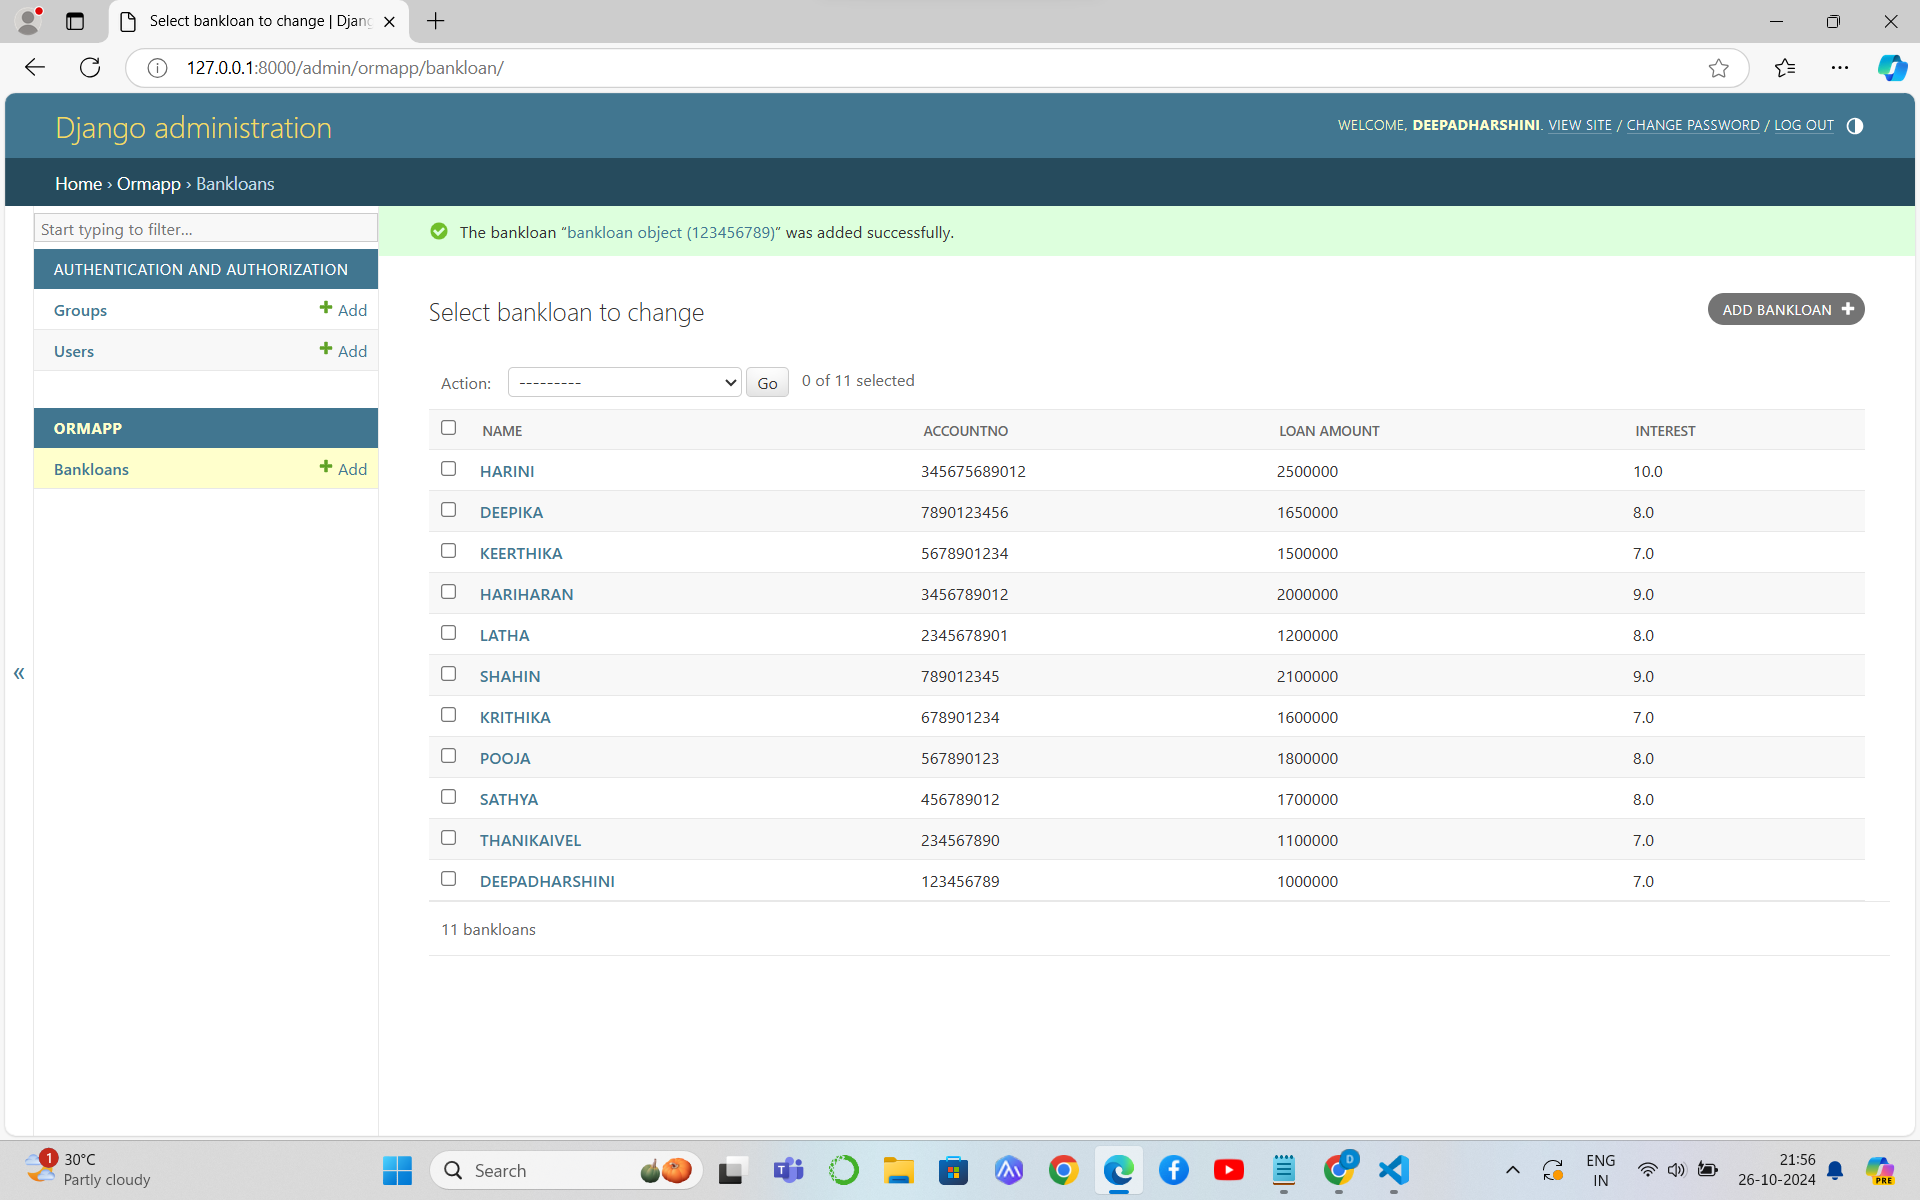 Select bankloan to change | Djang
127.0.0.1:8000/admin/ormapp/bankloan/
Django administration
WELCOME, DEEPADHARSHINI. VIEW SITE / CHANGE PASSWORD / LOG OUT
Home › Ormapp › Bankloans
Start typing to filter...
AUTHENTICATION AND AUTHORIZATION
Groups Add
Users Add
ORMAPP
Bankloans Add
«
The bankloan “bankloan object (123456789)” was added successfully.
Select bankloan to change
ADD BANKLOAN
Action: --------- Go 0 of 11 selected
NAME ACCOUNTNO LOAN AMOUNT INTEREST
HARINI 345675689012 2500000 10.0
DEEPIKA 7890123456 1650000 8.0
KEERTHIKA 5678901234 1500000 7.0
HARIHARAN 3456789012 2000000 9.0
LATHA 2345678901 1200000 8.0
SHAHIN 789012345 2100000 9.0
KRITHIKA 678901234 1600000 7.0
POOJA 567890123 1800000 8.0
SATHYA 456789012 1700000 8.0
THANIKAIVEL 234567890 1100000 7.0
DEEPADHARSHINI 123456789 1000000 7.0
11 bankloans
1
30°C
Partly cloudy
Search
D
ENG
IN
21:56
26-10-2024
PRE